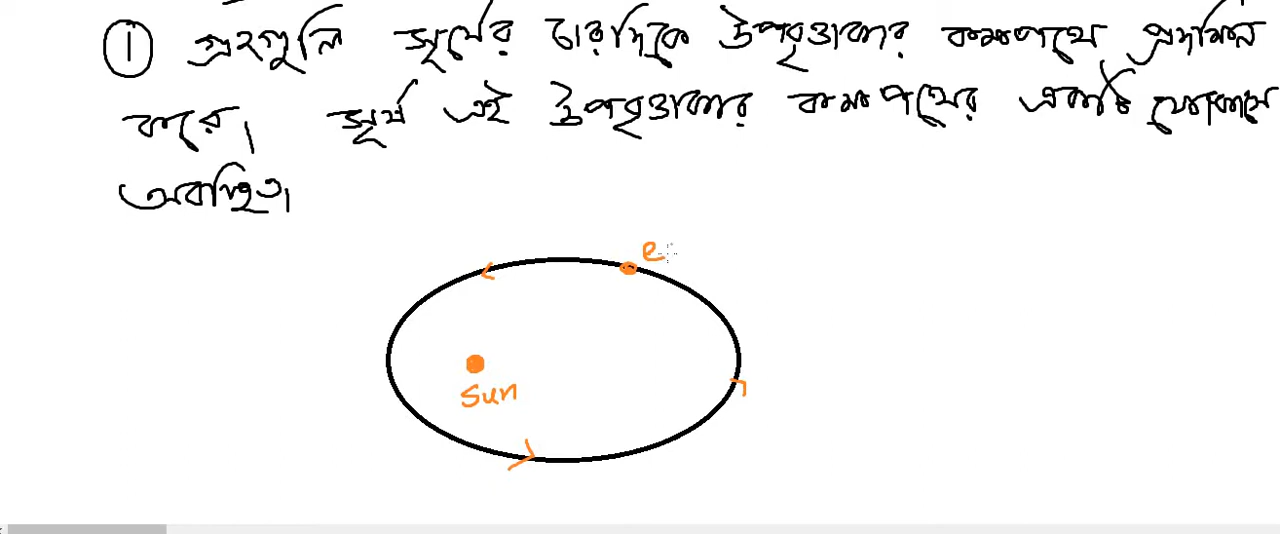 ① গ্রহগুলি সূর্যের চারদিকে উপবৃত্তাকার কক্ষপথে প্রদক্ষিন
করে। সূর্য এই উপবৃত্তাকার কক্ষপথের একটি ফোকাসে
অবস্থিত।
e
Sun